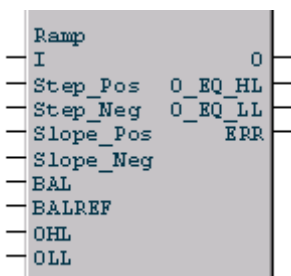 Ramp
I O
Step_Pos O_EQ_HL
Step_Neg O_EQ_LL
Slope_Pos ERR
Slope_Neg
BAL
BALREF
OHL
OLL